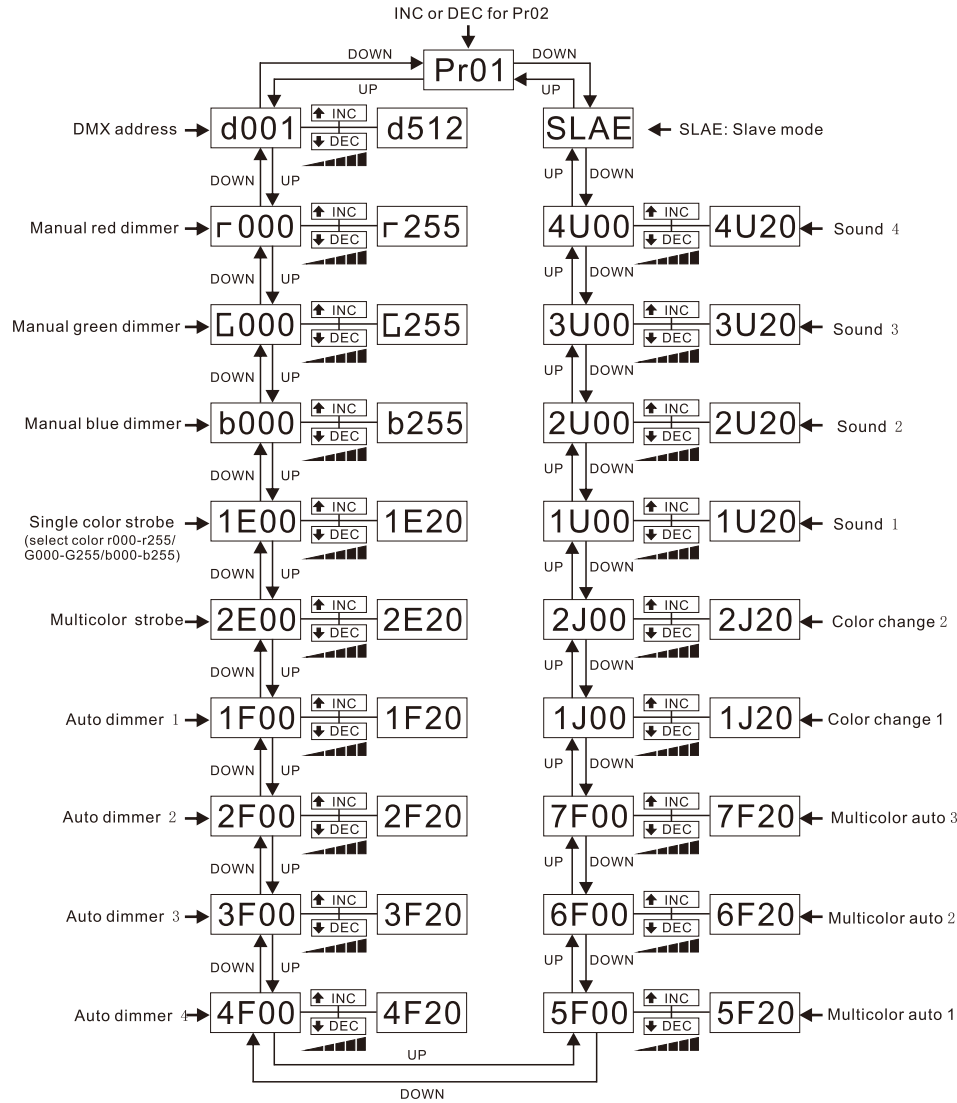 INC or DEC for Pr02
DOWN
DOWN
Pr01
UP
UP
DMX address
d001
INC
DEC
d512
SLAE
SLAE: Slave mode
DOWN
UP
UP
DOWN
Manual red dimmer
r000
INC
DEC
r255
4U00
INC
DEC
4U20
Sound 4
DOWN
UP
UP
DOWN
Manual green dimmer
G000
INC
DEC
G255
3U00
INC
DEC
3U20
Sound 3
DOWN
UP
UP
DOWN
Manual blue dimmer
b000
INC
DEC
b255
2U00
INC
DEC
2U20
Sound 2
DOWN
UP
UP
DOWN
Single color strobe
(select color r000-r255/
G000-G255/b000-b255)
1E00
INC
DEC
1E20
1U00
INC
DEC
1U20
Sound 1
DOWN
UP
UP
DOWN
Multicolor strobe
2E00
INC
DEC
2E20
2J00
INC
DEC
2J20
Color change 2
DOWN
UP
UP
DOWN
Auto dimmer 1
1F00
INC
DEC
1F20
1J00
INC
DEC
1J20
Color change 1
DOWN
UP
UP
DOWN
Auto dimmer 2
2F00
INC
DEC
2F20
7F00
INC
DEC
7F20
Multicolor auto 3
DOWN
UP
UP
DOWN
Auto dimmer 3
3F00
INC
DEC
3F20
6F00
INC
DEC
6F20
Multicolor auto 2
DOWN
UP
UP
DOWN
Auto dimmer 4
4F00
INC
DEC
4F20
5F00
INC
DEC
5F20
Multicolor auto 1
UP
DOWN